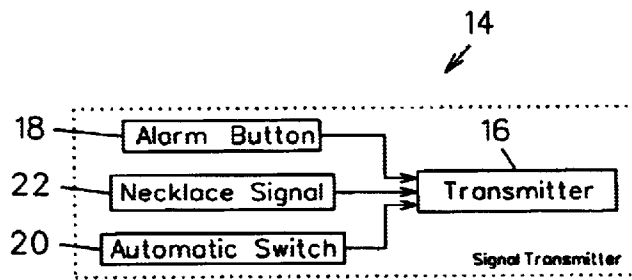 14
18 Alarm Button 16
22 Necklace Signal Transmitter
20 Automatic Switch Signal Transmitter